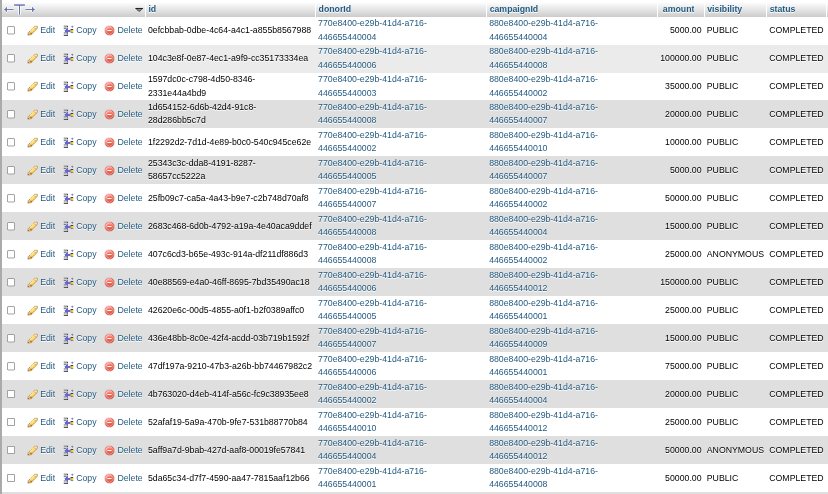 id donorId campaignId amount visibility status
Edit Copy Delete 0efcbbab-0dbe-4c64-a4c1-a855b8567988 770e8400-e29b-41d4-a716-446655440004 880e8400-e29b-41d4-a716-446655440004 5000.00 PUBLIC COMPLETED
Edit Copy Delete 104c3e8f-0e87-4ec1-a9f9-cc35173334ea 770e8400-e29b-41d4-a716-446655440006 880e8400-e29b-41d4-a716-446655440008 100000.00 PUBLIC COMPLETED
Edit Copy Delete 1597dc0c-c798-4d50-8346-2331e44a4bd9 770e8400-e29b-41d4-a716-446655440003 880e8400-e29b-41d4-a716-446655440002 35000.00 PUBLIC COMPLETED
Edit Copy Delete 1d654152-6d6b-42d4-91c8-28d286bb5c7d 770e8400-e29b-41d4-a716-446655440008 880e8400-e29b-41d4-a716-446655440007 20000.00 PUBLIC COMPLETED
Edit Copy Delete 1f2292d2-7d1d-4e89-b0c0-540c945ce62e 770e8400-e29b-41d4-a716-446655440002 880e8400-e29b-41d4-a716-446655440010 10000.00 PUBLIC COMPLETED
Edit Copy Delete 25343c3c-dda8-4191-8287-58657cc5222a 770e8400-e29b-41d4-a716-446655440005 880e8400-e29b-41d4-a716-446655440007 5000.00 PUBLIC COMPLETED
Edit Copy Delete 25fb09c7-ca5a-4a43-b9e7-c2b748d70af8 770e8400-e29b-41d4-a716-446655440007 880e8400-e29b-41d4-a716-446655440002 50000.00 PUBLIC COMPLETED
Edit Copy Delete 2683c468-6d0b-4792-a19a-4e40aca9ddef 770e8400-e29b-41d4-a716-446655440008 880e8400-e29b-41d4-a716-446655440004 15000.00 PUBLIC COMPLETED
Edit Copy Delete 407c6cd3-b65e-493c-914a-df211df886d3 770e8400-e29b-41d4-a716-446655440008 880e8400-e29b-41d4-a716-446655440002 25000.00 ANONYMOUS COMPLETED
Edit Copy Delete 40e88569-e4a0-46ff-8695-7bd35490ac18 770e8400-e29b-41d4-a716-446655440006 880e8400-e29b-41d4-a716-446655440012 150000.00 PUBLIC COMPLETED
Edit Copy Delete 42620e6c-00d5-4855-a0f1-b2f0389affc0 770e8400-e29b-41d4-a716-446655440005 880e8400-e29b-41d4-a716-446655440001 25000.00 PUBLIC COMPLETED
Edit Copy Delete 436e48bb-8c0e-42f4-acdd-03b719b1592f 770e8400-e29b-41d4-a716-446655440007 880e8400-e29b-41d4-a716-446655440009 15000.00 PUBLIC COMPLETED
Edit Copy Delete 47df197a-9210-47b3-a26b-bb74467982c2 770e8400-e29b-41d4-a716-446655440006 880e8400-e29b-41d4-a716-446655440001 75000.00 PUBLIC COMPLETED
Edit Copy Delete 4b763020-d4eb-414f-a56c-fc9c38935ee8 770e8400-e29b-41d4-a716-446655440002 880e8400-e29b-41d4-a716-446655440004 20000.00 PUBLIC COMPLETED
Edit Copy Delete 52afaf19-5a9a-470b-9fe7-531b88770b84 770e8400-e29b-41d4-a716-446655440010 880e8400-e29b-41d4-a716-446655440012 25000.00 PUBLIC COMPLETED
Edit Copy Delete 5aff9a7d-9bab-427d-aaf8-00019fe57841 770e8400-e29b-41d4-a716-446655440004 880e8400-e29b-41d4-a716-446655440012 50000.00 ANONYMOUS COMPLETED
Edit Copy Delete 5da65c34-d7f7-4590-aa47-7815aaf12b66 770e8400-e29b-41d4-a716-446655440001 880e8400-e29b-41d4-a716-446655440008 50000.00 PUBLIC COMPLETED